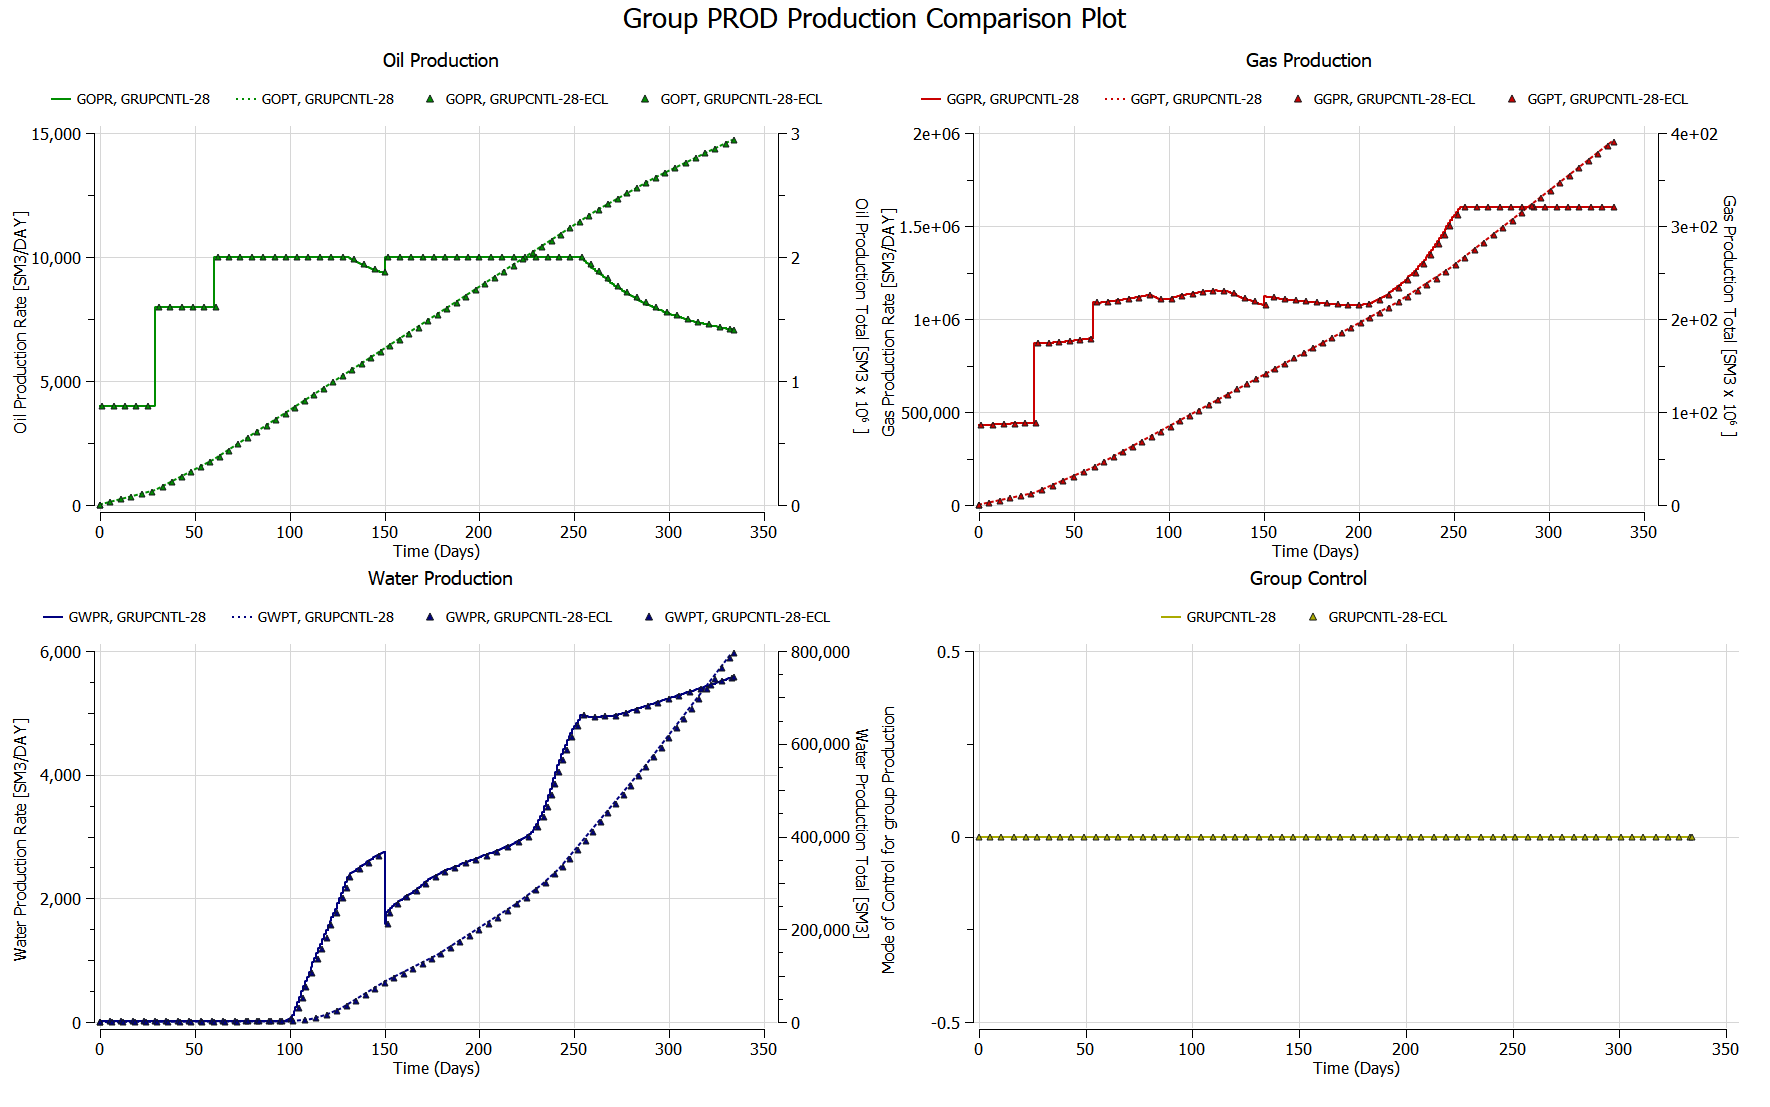 Group PROD Production Comparison Plot
Oil Production
GOPR, GRUPCNTL-28 GOPT, GRUPCNTL-28 GOPR, GRUPCNTL-28-ECL GOPT, GRUPCNTL-28-ECL
15,000
10,000
5,000
0
Oil Production Rate [SM3/DAY]
3
2
1
0
Oil Production Total [SM3 x 10⁶ ]
0 50 100 150 200 250 300 350
Time (Days)
Gas Production
GGPR, GRUPCNTL-28 GGPT, GRUPCNTL-28 GGPR, GRUPCNTL-28-ECL GGPT, GRUPCNTL-28-ECL
2e+06
1.5e+06
1e+06
500,000
0
Gas Production Rate [SM3/DAY]
4e+02
3e+02
2e+02
1e+02
0
Gas Production Total [SM3 x 10⁶ ]
0 50 100 150 200 250 300 350
Time (Days)
Water Production
GWPR, GRUPCNTL-28 GWPT, GRUPCNTL-28 GWPR, GRUPCNTL-28-ECL GWPT, GRUPCNTL-28-ECL
6,000
4,000
2,000
0
Water Production Rate [SM3/DAY]
800,000
600,000
400,000
200,000
0
Water Production Total [SM3]
0 50 100 150 200 250 300 350
Time (Days)
Group Control
GRUPCNTL-28 GRUPCNTL-28-ECL
0.5
0
-0.5
Mode of Control for group Production
0 50 100 150 200 250 300 350
Time (Days)